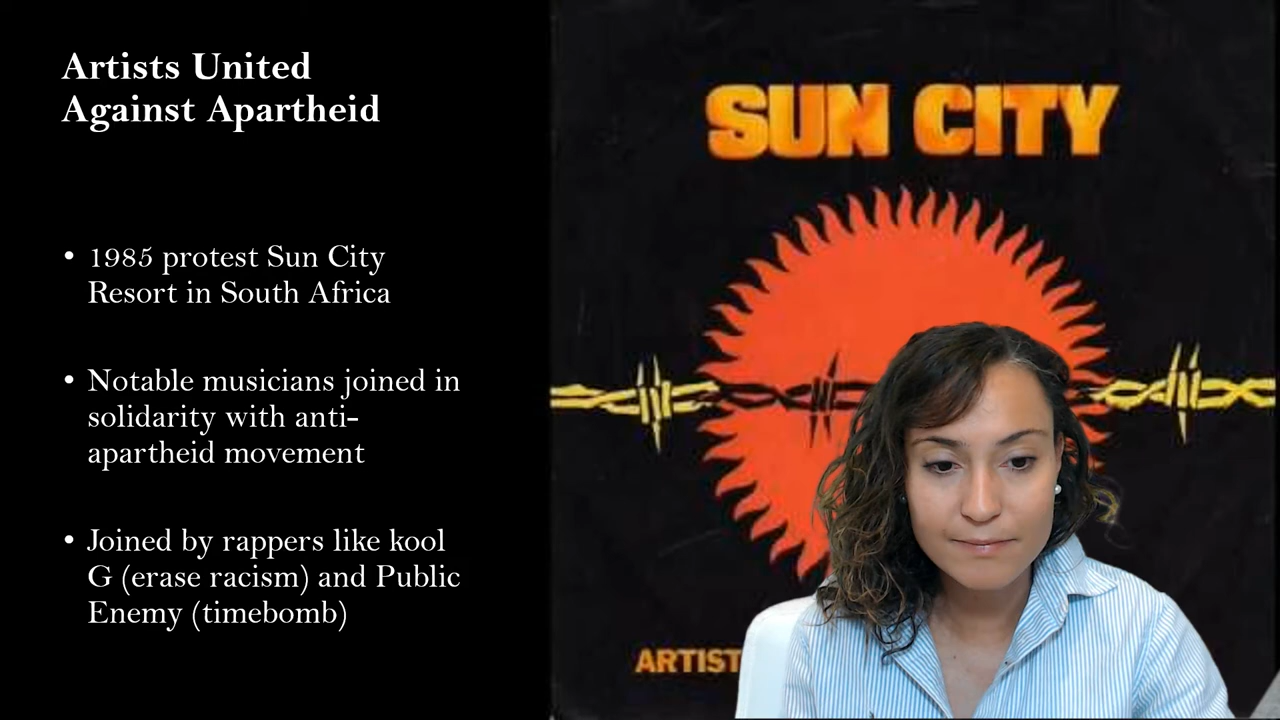 Artists United
Against Apartheid
• 1985 protest Sun City
Resort in South Africa
• Notable musicians joined in
solidarity with anti-
apartheid movement
• Joined by rappers like kool
G (erase racism) and Public
Enemy (timebomb)
SUN CITY
ARTIST